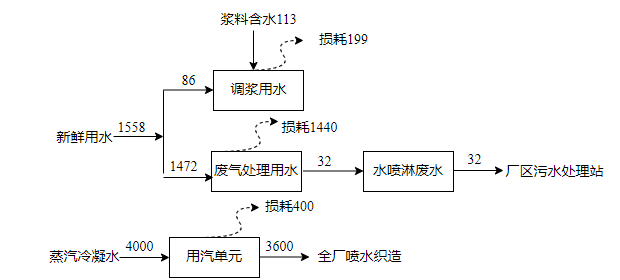 浆料含水113
损耗199
86
调浆用水
新鲜用水
1558
损耗1440
1472
废气处理用水
32
水喷淋废水
32
厂区污水处理站
损耗400
蒸汽冷凝水
4000
用汽单元
3600
全厂喷水织造